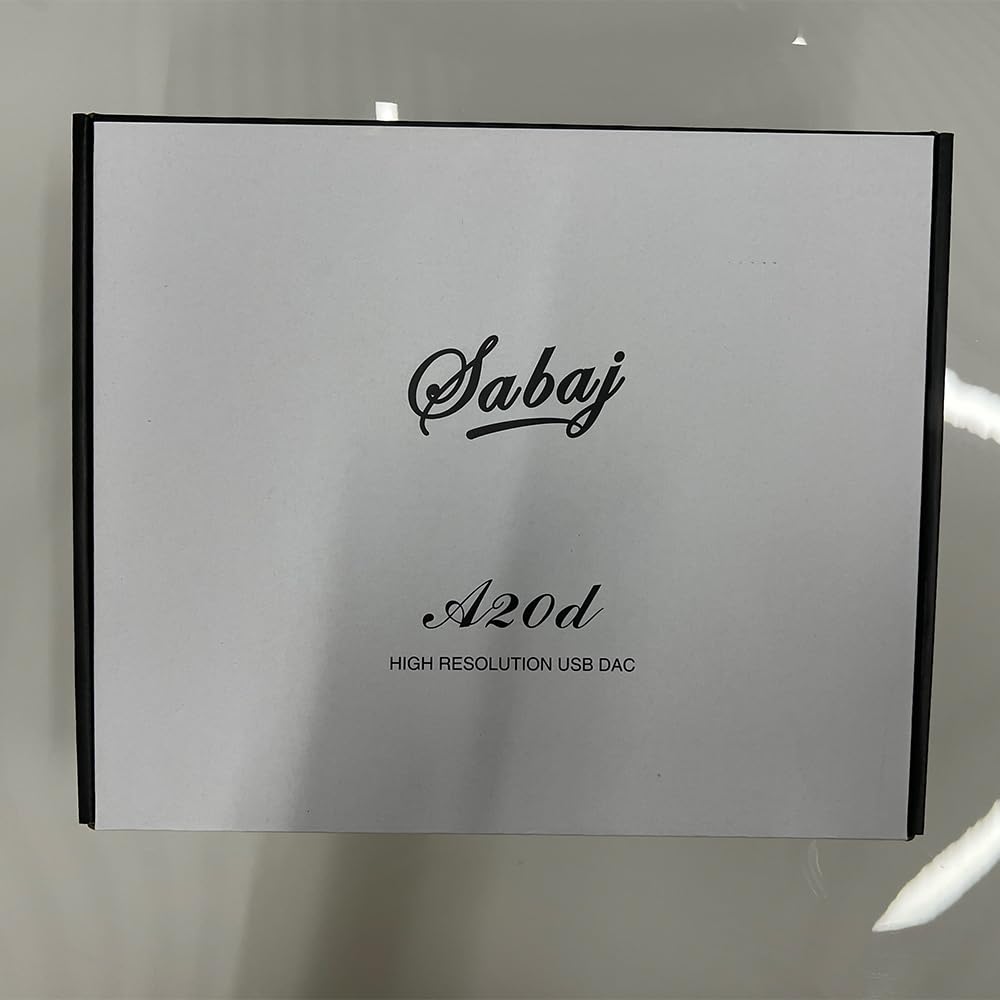 Sabaj
A20d
HIGH RESOLUTION USB DAC